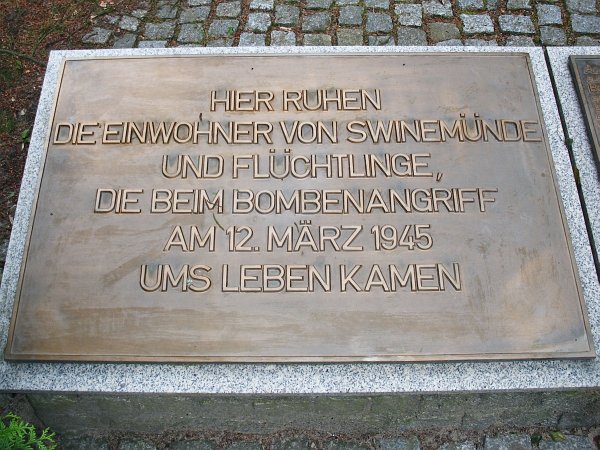 HIER RUHEN
DIE EINWOHNER VON SWINEMÜNDE
UND FLÜCHTLINGE,
DIE BEIM BOMBENANGRIFF
AM 12. MÄRZ 1945
UMS LEBEN KAMEN